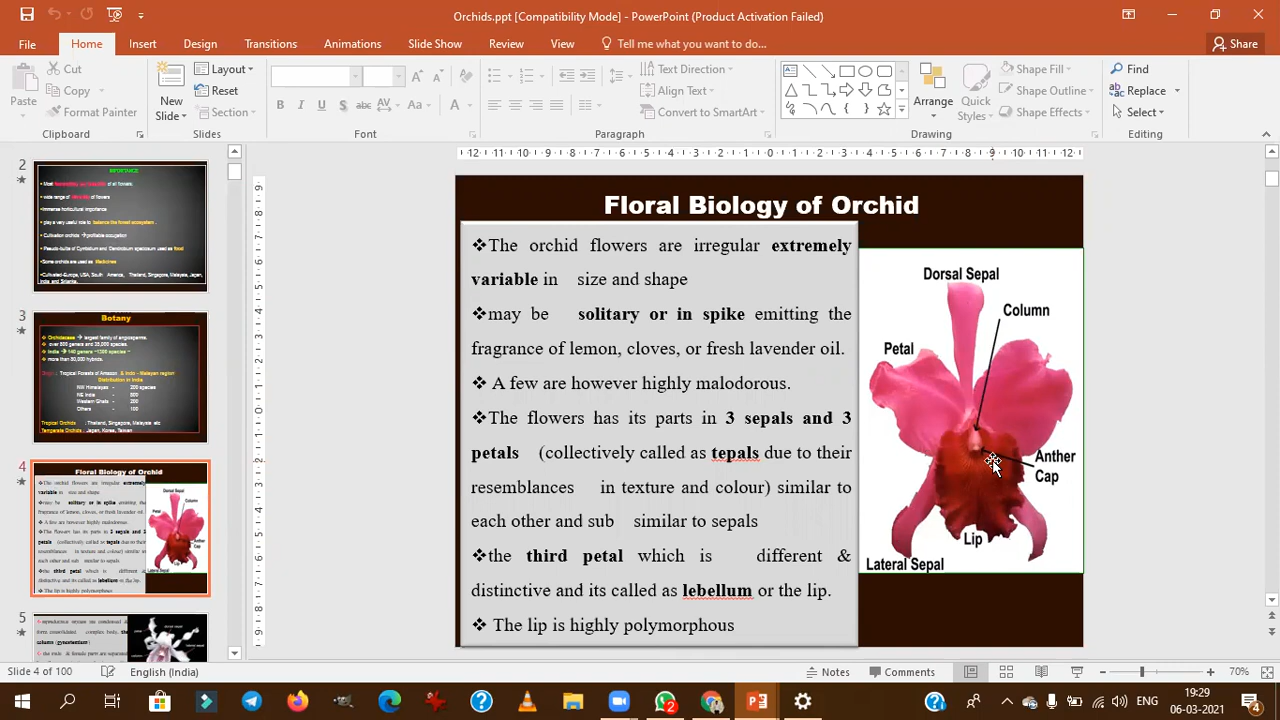 Orchids.ppt [Compatibility Mode] - PowerPoint (Product Activation Failed)
File Home Insert Design Transitions Animations Slide Show Review View Tell me what you want to do... Share
Cut
Copy
Format Painter
Paste
Clipboard
New
Slide
Layout
Reset
Section
Slides
B I U S abc AV Aa A
Font
Text Direction
Align Text
Convert to SmartArt
Paragraph
Arrange
Quick
Styles
Shape Fill
Shape Outline
Shape Effects
Drawing
Find
Replace
Select
Editing
2
IMPORTANCE
3
Botany
4
Floral Biology of Orchid
5
Floral Biology of Orchid
❖The orchid flowers are irregular extremely
variable in size and shape
❖may be solitary or in spike emitting the
fragrance of lemon, cloves, or fresh lavender oil.
❖ A few are however highly malodorous.
❖The flowers has its parts in 3 sepals and 3
petals (collectively called as tepals due to their
resemblances in texture and colour) similar to
each other and sub similar to sepals
❖the third petal which is different &
distinctive and its called as lebellum or the lip.
❖ The lip is highly polymorphous
Dorsal Sepal
Column
Petal
Anther
Cap
Lip
Lateral Sepal
Slide 4 of 100 English (India) Notes Comments 70%
ENG
19:29
06-03-2021